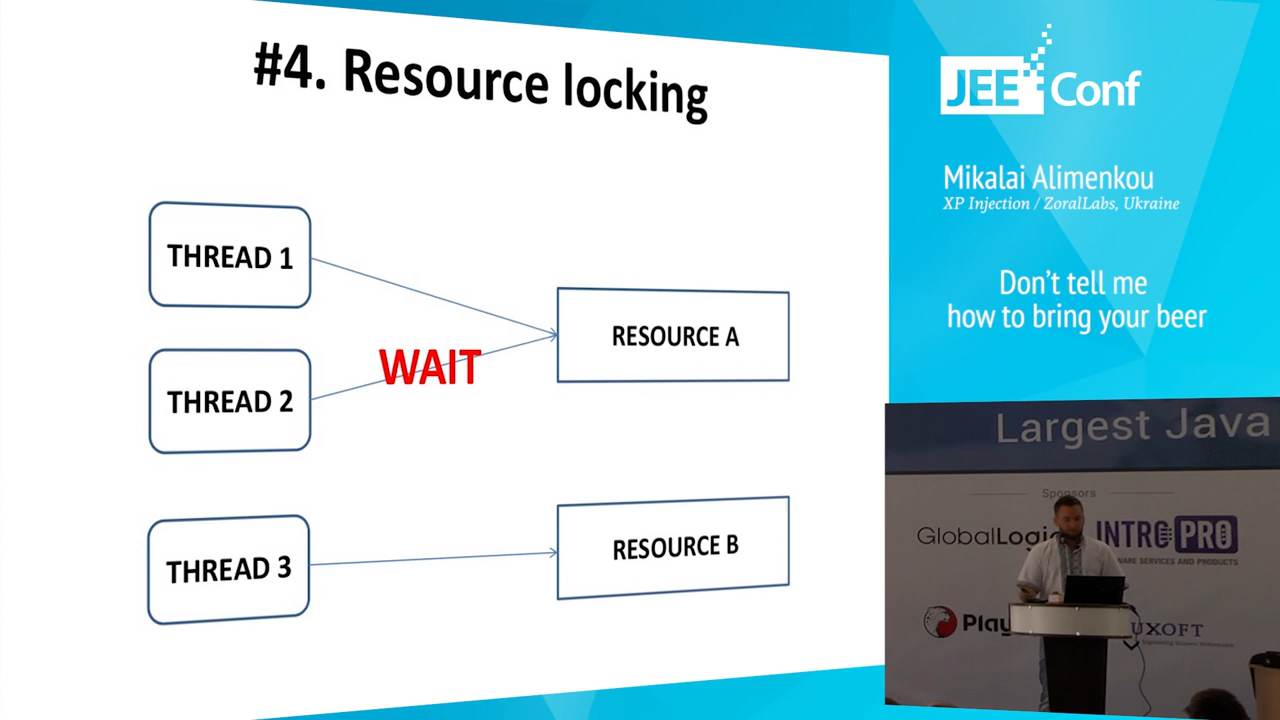 #4. Resource locking
THREAD 1
THREAD 2
THREAD 3
WAIT
RESOURCE A
RESOURCE B
JEE Conf
Mikalai Alimenkou
XP Injection / ZoralLabs, Ukraine
Don't tell me
how to bring your beer
Largest Java
Sponsors
GlobalLogic
INTRO PRO
WARE SERVICES AND PRODUCTS
Play
UXOFT